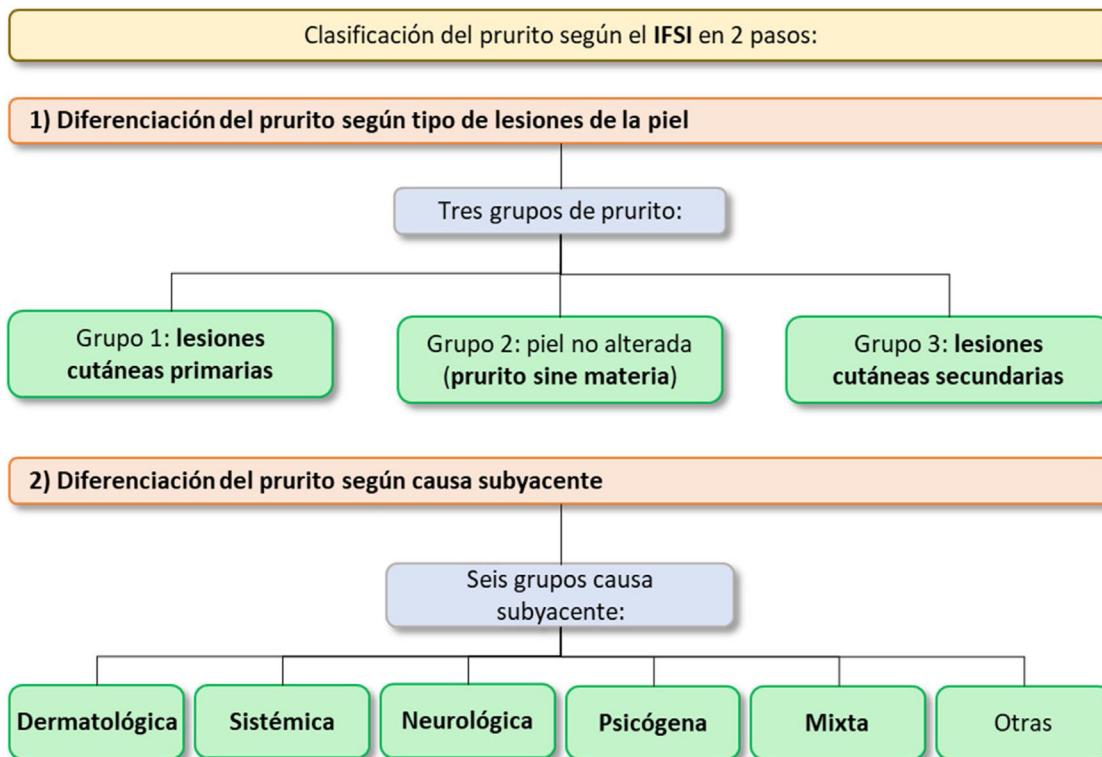 Clasificación del prurito según el IFSI en 2 pasos:
1) Diferenciación del prurito según tipo de lesiones de la piel
Tres grupos de prurito:
Grupo 1: lesiones
cutáneas primarias
Grupo 2: piel no alterada
(prurito sine materia)
Grupo 3: lesiones
cutáneas secundarias
2) Diferenciación del prurito según causa subyacente
Seis grupos causa
subyacente:
Dermatológica
Sistémica
Neurológica
Psicógena
Mixta
Otras